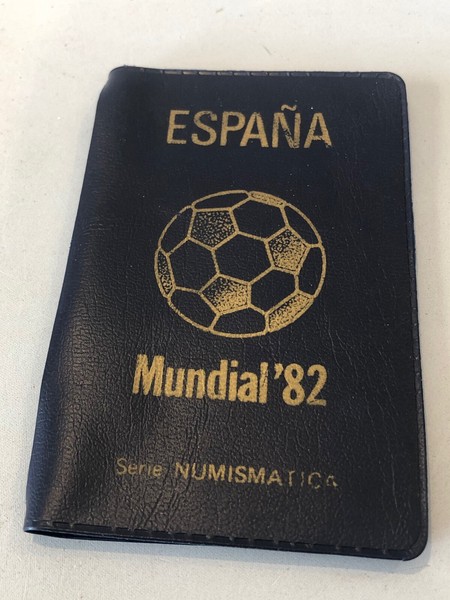 ESPAÑA
Mundial '82
Serie NUMISMATICA